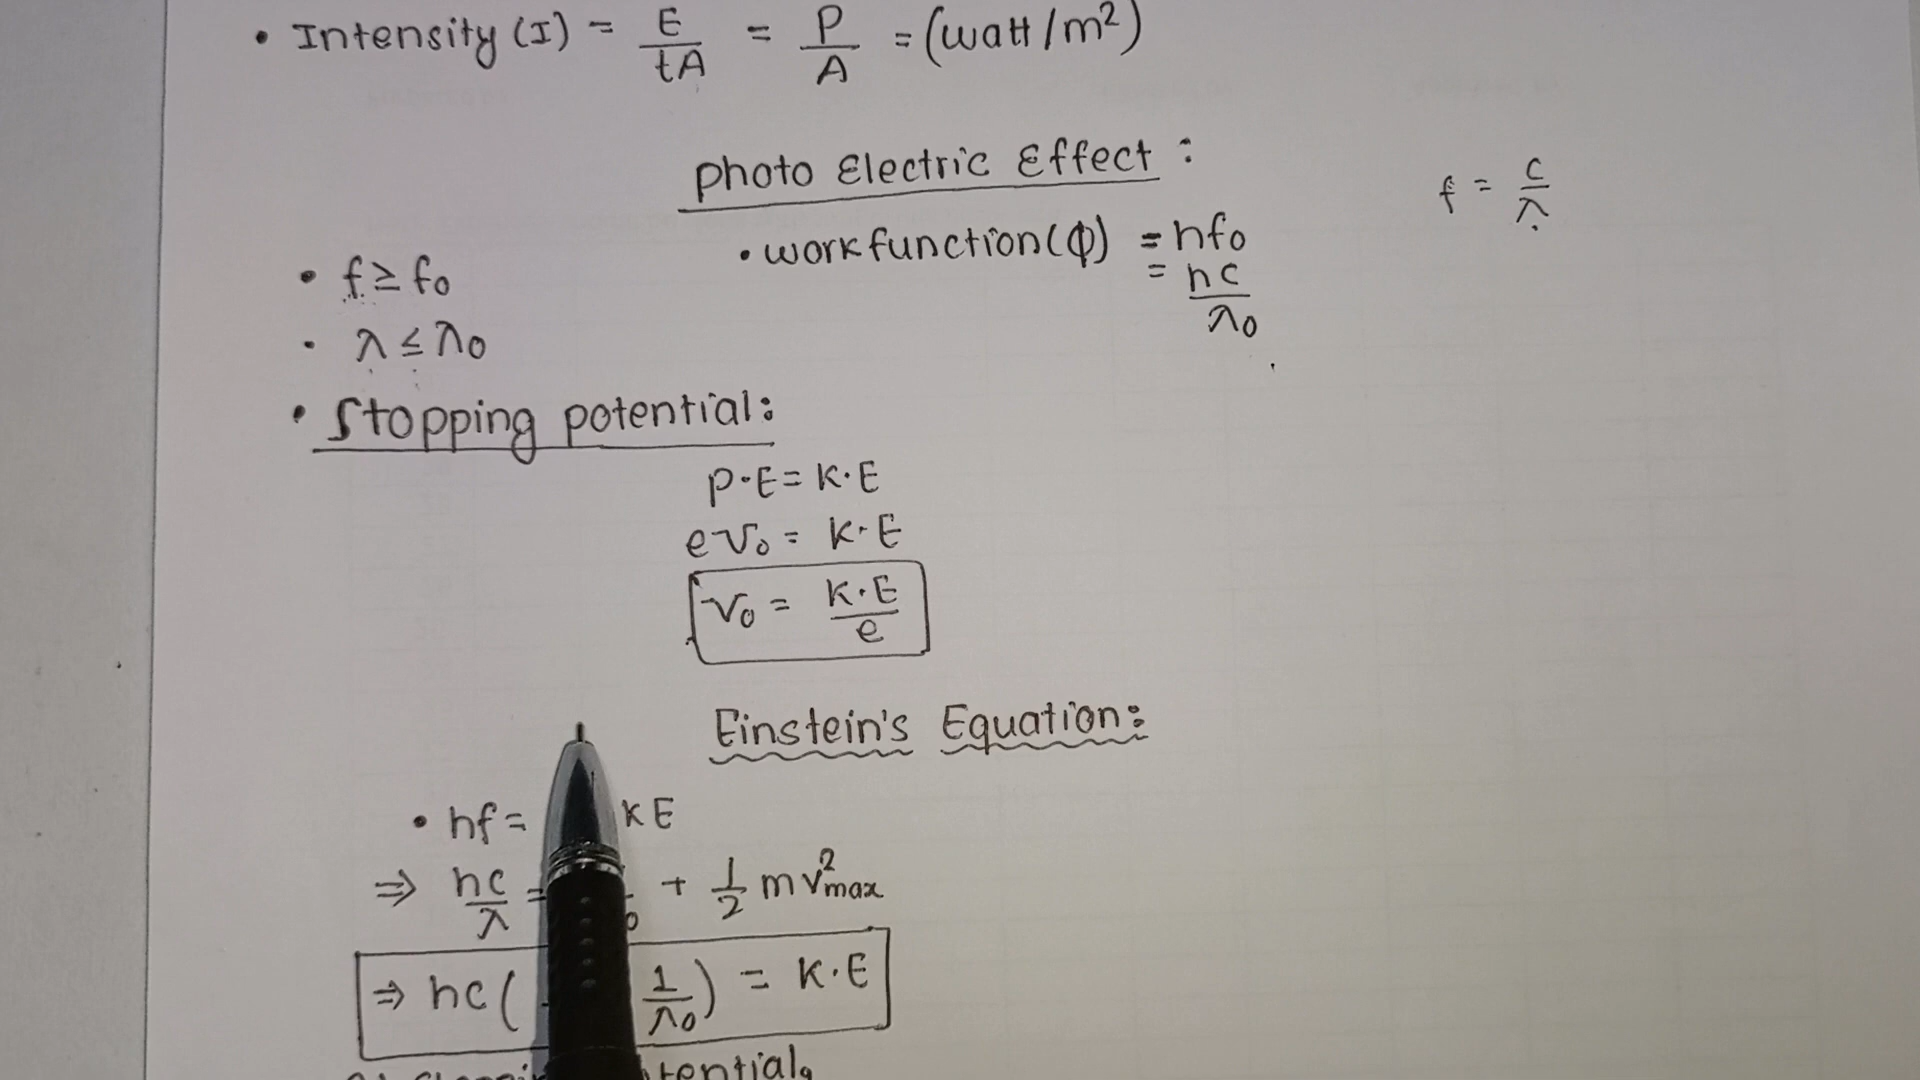 • Intensity (I) = E/tA = P/A = (watt/m²)
Photo Electric Effect :
f = c/λ
• work function (Φ) = hf₀
= hc/λ₀
• f ≥ f₀
• λ ≤ λ₀
• Stopping potential:
P.E = K.E
eV₀ = K.E
V₀ = K.E/e
Einstein's Equation:
• hf = KE
⇒ hc/λ = ₀ + 1/2 mv²max
⇒ hc( 1/λ₀) = K.E